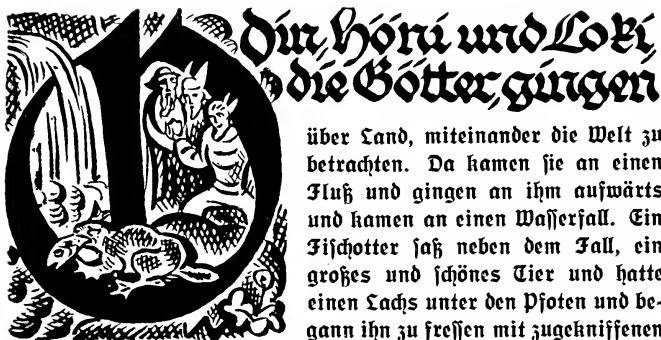 Odin, Höni und Loki,
die Götter, gingen
über Land, miteinander die Welt zu
betrachten. Da kamen sie an einen
Fluß und gingen an ihm aufwärts
und kamen an einen Wasserfall. Ein
Fischotter saß neben dem Fall, ein
großes und schönes Tier und hatte
einen Lachs unter den Pfoten und be-
gann ihn zu fressen mit zugekniffenen